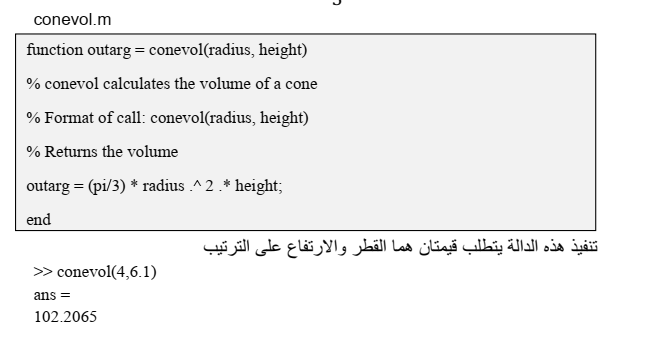 conevol.m
function outarg = conevol(radius, height)
% conevol calculates the volume of a cone
% Format of call: conevol(radius, height)
% Returns the volume
outarg = (pi/3) * radius .^ 2 .* height;
end
تنفيذ هذه الدالة يتطلب قيمتان هما القطر والارتفاع على الترتيب
>> conevol(4,6.1)
ans =
102.2065